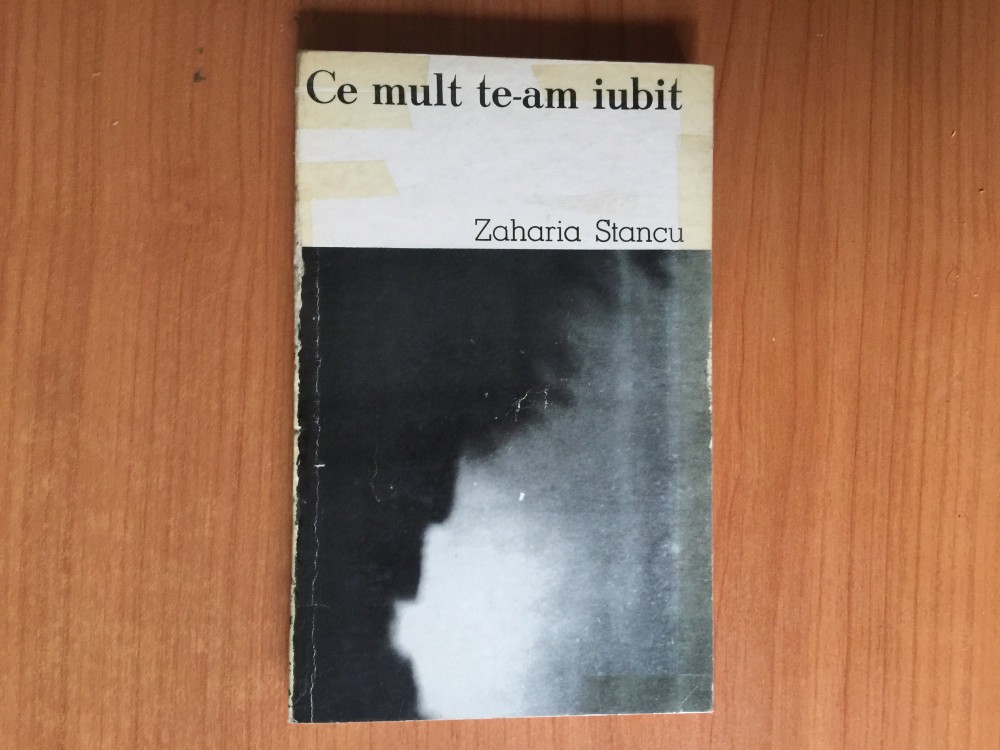 Ce mult te-am iubit
Zaharia Stancu